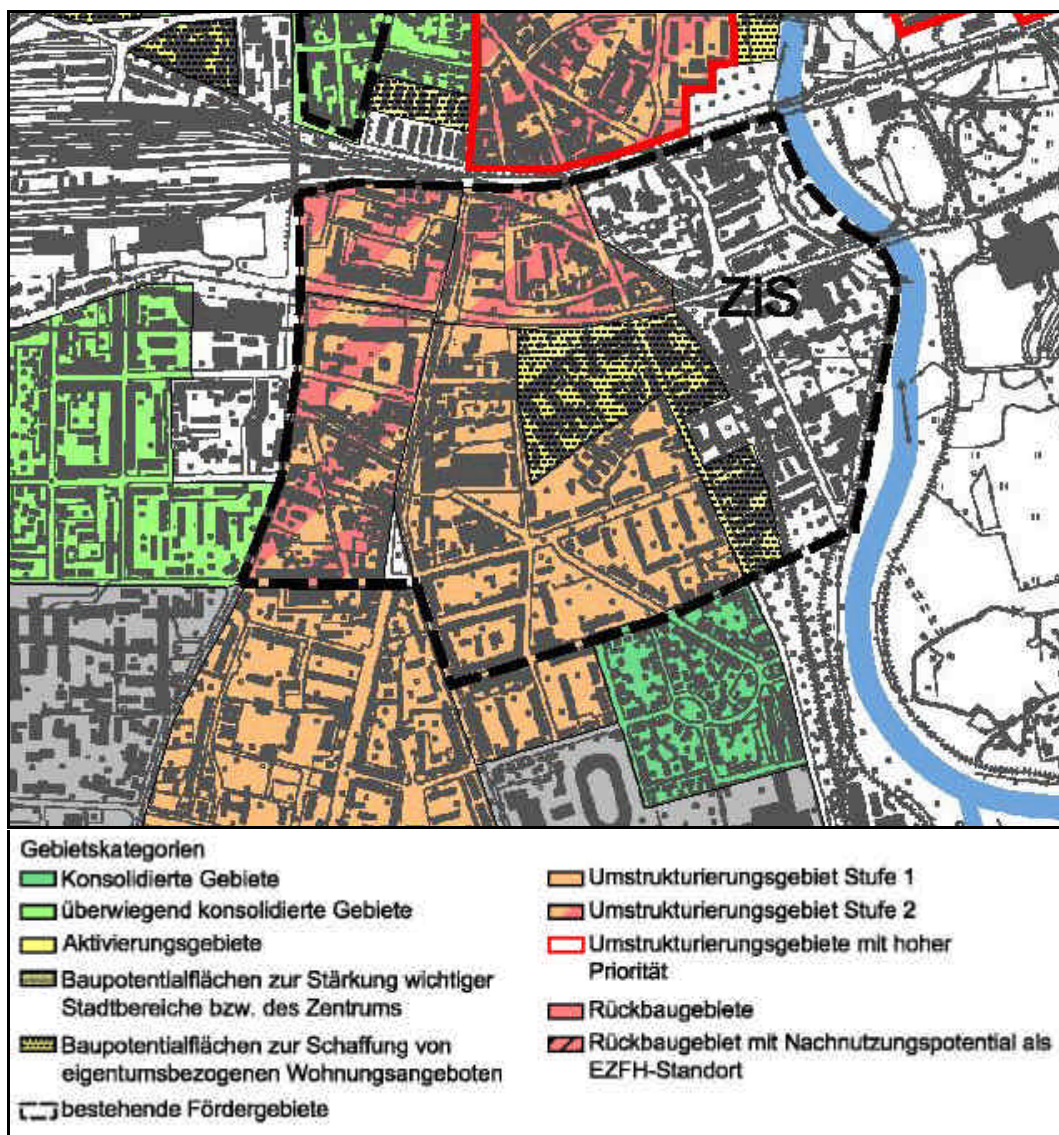 ZiS
Gebietskategorien
Konsolidierte Gebiete
überwiegend konsolidierte Gebiete
Aktivierungsgebiete
Baupotentialflächen zur Stärkung wichtiger
Stadtbereiche bzw. des Zentrums
Baupotentialflächen zur Schaffung von
eigentumsbezogenen Wohnungsangeboten
bestehende Fördergebiete
Umstrukturierungsgebiet Stufe 1
Umstrukturierungsgebiet Stufe 2
Umstrukturierungsgebiete mit hoher
Priorität
Rückbaugebiete
Rückbaugebiet mit Nachnutzungspotential als
EZFH-Standort